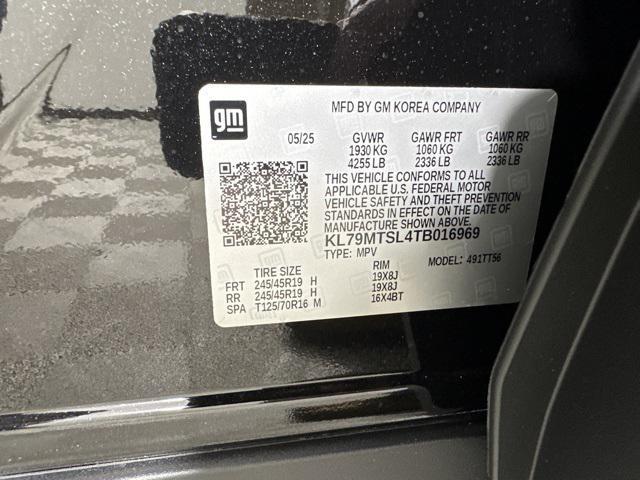 gm
MFD BY GM KOREA COMPANY
05/25 GVWR GAWR FRT GAWR RR
1930 KG 1060 KG 1060 KG
4255 LB 2336 LB 2336 LB
THIS VEHICLE CONFORMS TO ALL
APPLICABLE U.S. FEDERAL MOTOR
VEHICLE SAFETY AND THEFT PREVENTION
STANDARDS IN EFFECT ON THE DATE OF
MANUFACTURE SHOWN ABOVE.
KL79MTSL4TB016969
TYPE: MPV MODEL: 491TT56
TIRE SIZE RIM
FRT 245/45R19 H 19X8J
RR 245/45R19 H 19X8J
SPA T125/70R16 M 16X4BT